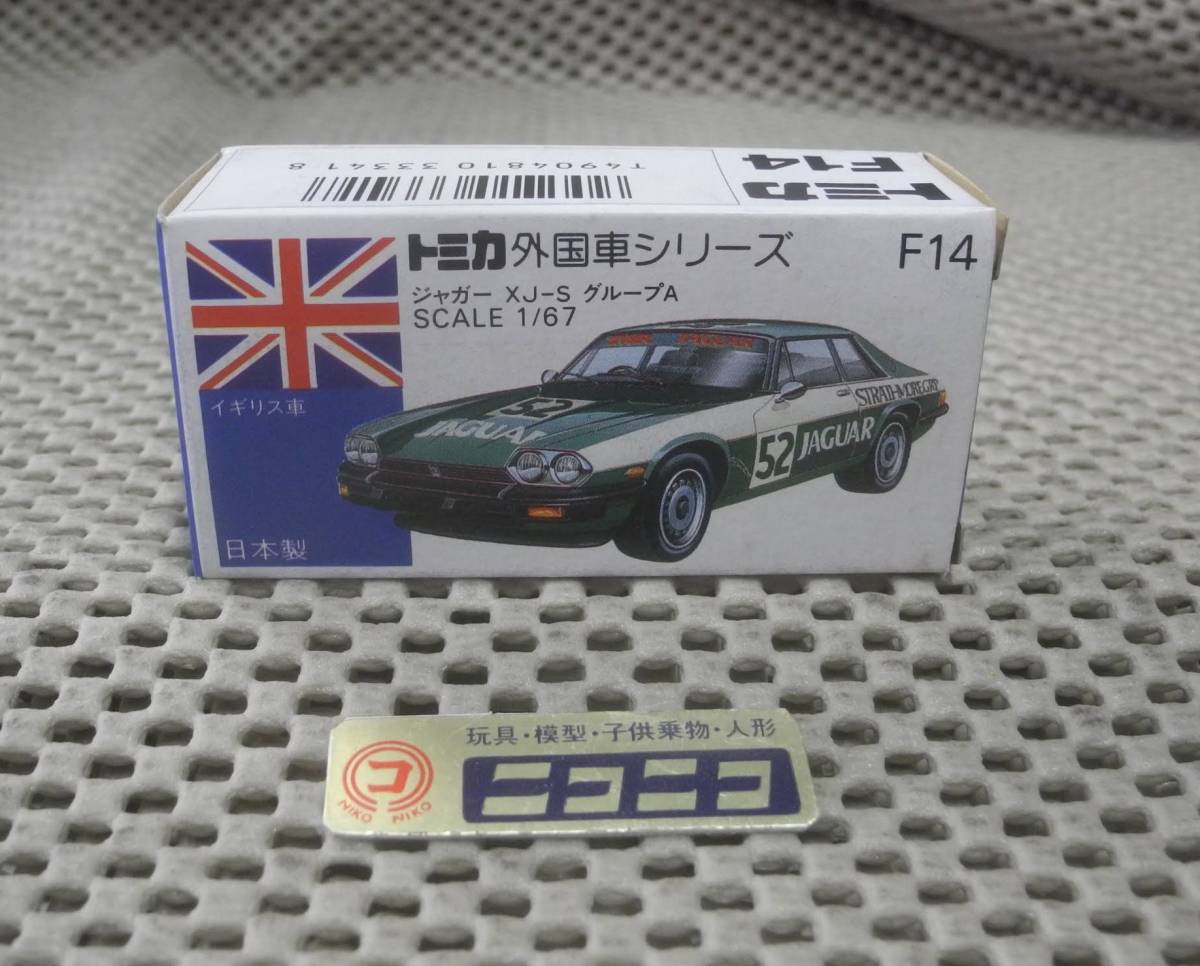 T4904810 33341 8
トミカ
F14
トミカ外国車シリーズ F14
ジャガー XJ-S グループA
SCALE 1/67
イギリス車
日本製
JAGUAR
52
JAGUAR
52 JAGUAR
STRATHMORE GRP
玩具・模型・子供乗物・人形
コ
NIKO NIKO
ニコニコ